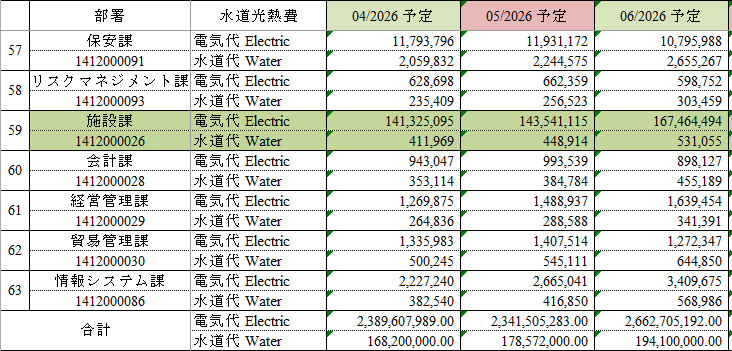 部署 水道光熱費 04/2026 予定 05/2026 予定 06/2026 予定
57 保安課 電気代 Electric 11,793,796 11,931,172 10,795,988
1412000091 水道代 Water 2,059,832 2,244,575 2,655,267
58 リスクマネジメント課 電気代 Electric 628,698 662,359 598,752
1412000093 水道代 Water 235,409 256,523 303,459
59 施設課 電気代 Electric 141,325,095 143,541,115 167,464,494
1412000026 水道代 Water 411,969 448,914 531,055
60 会計課 電気代 Electric 943,047 993,539 898,127
1412000028 水道代 Water 353,114 384,784 455,189
61 経営管理課 電気代 Electric 1,269,875 1,488,937 1,639,454
1412000029 水道代 Water 264,836 288,588 341,391
62 貿易管理課 電気代 Electric 1,335,983 1,407,514 1,272,347
1412000030 水道代 Water 500,245 545,111 644,850
63 情報システム課 電気代 Electric 2,227,240 2,665,041 3,409,675
1412000086 水道代 Water 382,540 416,850 568,986
合計 電気代 Electric 2,389,607,989.00 2,341,505,283.00 2,662,705,192.00
水道代 Water 168,200,000.00 178,572,000.00 194,100,000.00